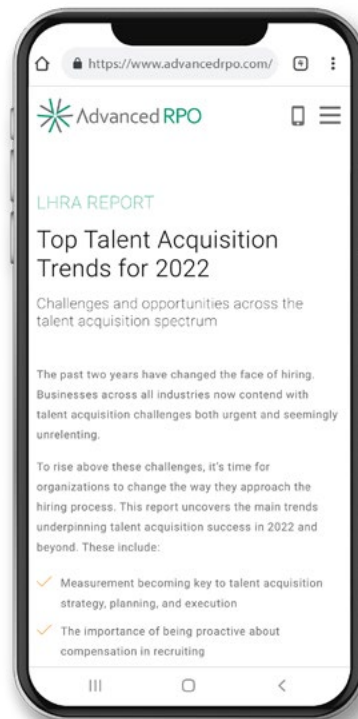 https://www.advancedrpo.com/
4
Advanced RPO
LHRA REPORT
Top Talent Acquisition
Trends for 2022
Challenges and opportunities across the
talent acquisition spectrum
The past two years have changed the face of hiring.
Businesses across all industries now contend with
talent acquisition challenges both urgent and seemingly
unrelenting.
To rise above these challenges, it's time for
organizations to change the way they approach the
hiring process. This report uncovers the main trends
underpinning talent acquisition success in 2022 and
beyond. These include:
Measurement becoming key to talent acquisition
strategy, planning, and execution
The importance of being proactive about
compensation in recruiting